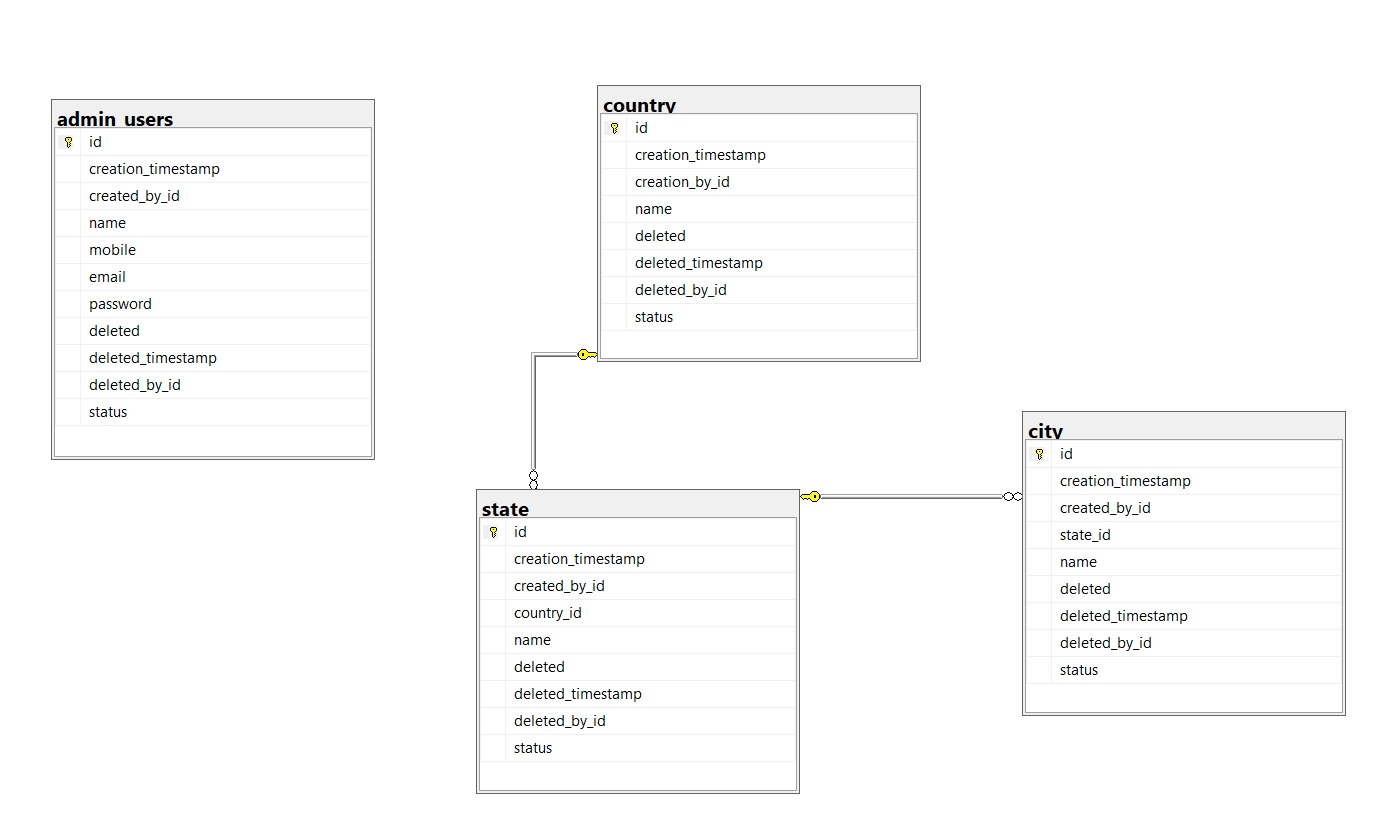 admin_users
id
creation_timestamp
created_by_id
name
mobile
email
password
deleted
deleted_timestamp
deleted_by_id
status
country
id
creation_timestamp
creation_by_id
name
deleted
deleted_timestamp
deleted_by_id
status
state
id
creation_timestamp
created_by_id
country_id
name
deleted
deleted_timestamp
deleted_by_id
status
city
id
creation_timestamp
created_by_id
state_id
name
deleted
deleted_timestamp
deleted_by_id
status